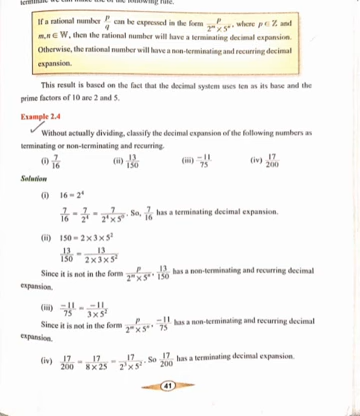 If a rational number p/q can be expressed in the form p/(2^m × 5^n), where p ∈ Z and
m, n ∈ W, then the rational number will have a terminating decimal expansion.
Otherwise, the rational number will have a non-terminating and recurring decimal
expansion.
This result is based on the fact that the decimal system uses ten as its base and the
prime factors of 10 are 2 and 5.
Example 2.4
Without actually dividing, classify the decimal expansion of the following numbers as
terminating or non-terminating and recurring.
(i) 7/16 (ii) 13/150 (iii) -11/75 (iv) 17/200
Solution
(i) 16 = 2^4
7/16 = 7/2^4 = 7/(2^4 × 5^0). So, 7/16 has a terminating decimal expansion.
(ii) 150 = 2 × 3 × 5^2
13/150 = 13/(2 × 3 × 5^2)
Since it is not in the form p/(2^m × 5^n), 13/150 has a non-terminating and recurring decimal
expansion.
(iii) -11/75 = -11/(3 × 5^2)
Since it is not in the form p/(2^m × 5^n), -11/75 has a non-terminating and recurring decimal
expansion.
(iv) 17/200 = 17/(8 × 25) = 17/(2^3 × 5^2). So 17/200 has a terminating decimal expansion.
41